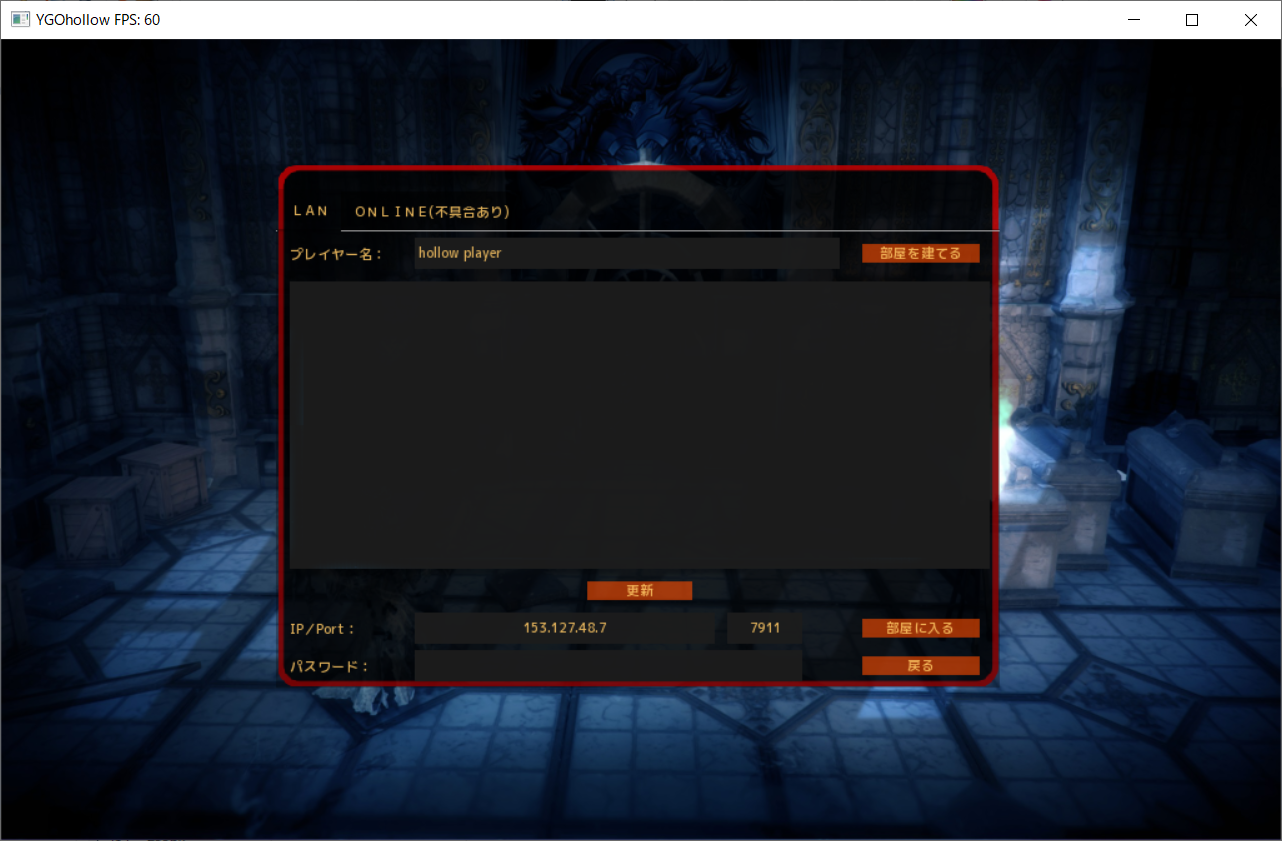 YGOhollow FPS: 60
ＬＡＮ ＯＮＬＩＮＥ(不具合あり)
プレイヤー名： hollow player 部屋を建てる
更新
IP／Port： 153.127.48.7 7911 部屋に入る
パスワード： 戻る